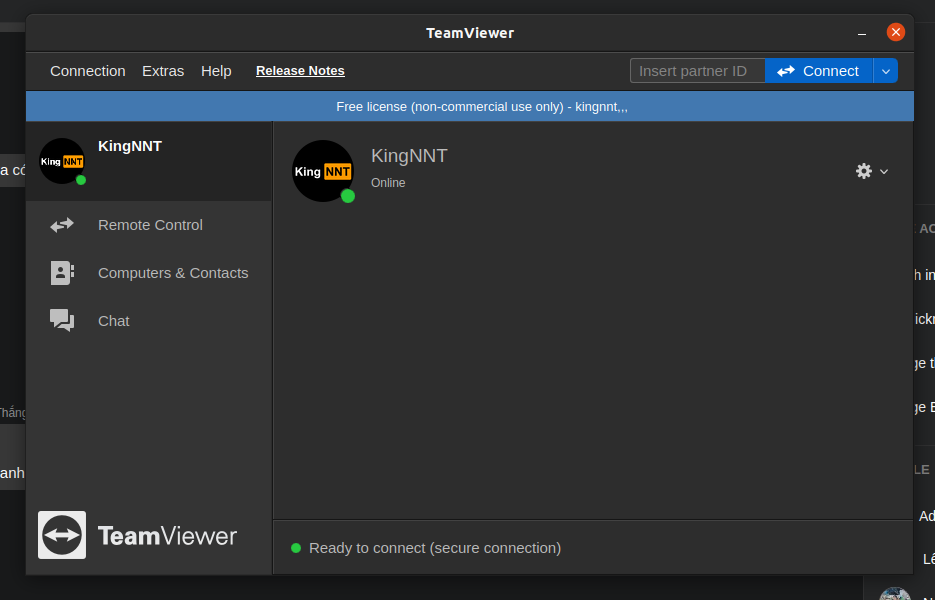 TeamViewer
Connection Extras Help Release Notes Insert partner ID Connect
Free license (non-commercial use only) - kingnnt,,,
King NNT KingNNT
King NNT KingNNT
Online
Remote Control
Computers & Contacts
Chat
TeamViewer
Ready to connect (secure connection)
a có
Thắng
anh
AC
h in
ickn
ge t
ge E
LE
Ad
Lê